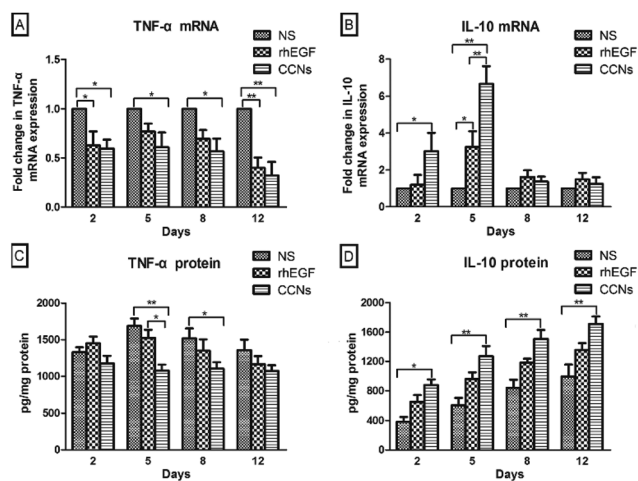 A
TNF-α mRNA
NS
rhEGF
CCNs
Fold change in TNF-α
mRNA expression
1.5
1.0
0.5
0.0
*
*
*
*
**
**
2
5
8
12
Days
B
IL-10 mRNA
NS
rhEGF
CCNs
Fold change in IL-10
mRNA expression
8
6
4
2
0
*
**
**
*
2
5
8
12
Days
C
TNF-α protein
NS
rhEGF
CCNs
pg/mg protein
2000
1500
1000
500
0
**
*
*
2
5
8
12
Days
D
IL-10 protein
NS
rhEGF
CCNs
pg/mg protein
2000
1600
1200
800
400
0
*
**
**
**
2
5
8
12
Days